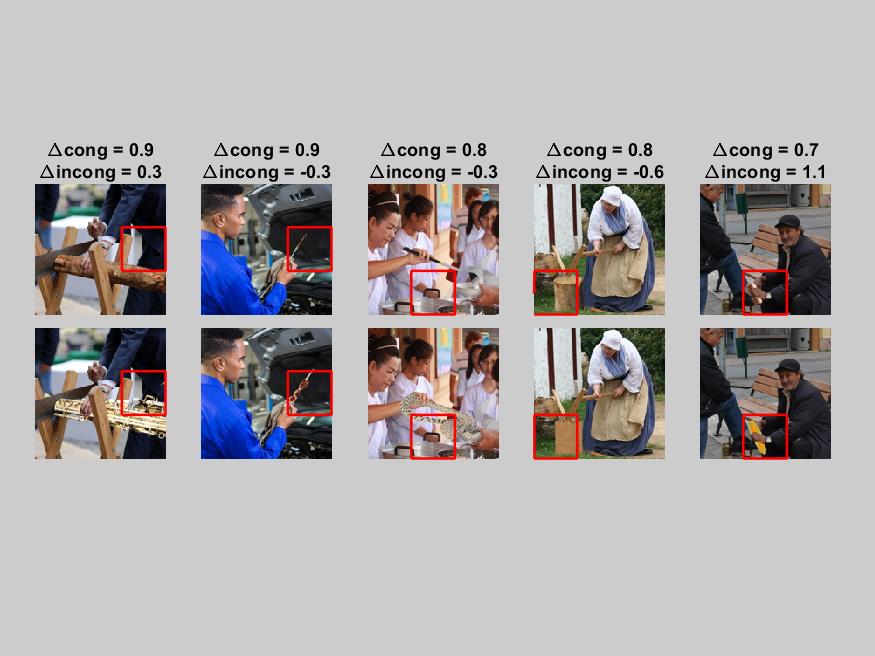 Δcong = 0.9
Δincong = 0.3
Δcong = 0.9
Δincong = -0.3
Δcong = 0.8
Δincong = -0.3
Δcong = 0.8
Δincong = -0.6
Δcong = 0.7
Δincong = 1.1